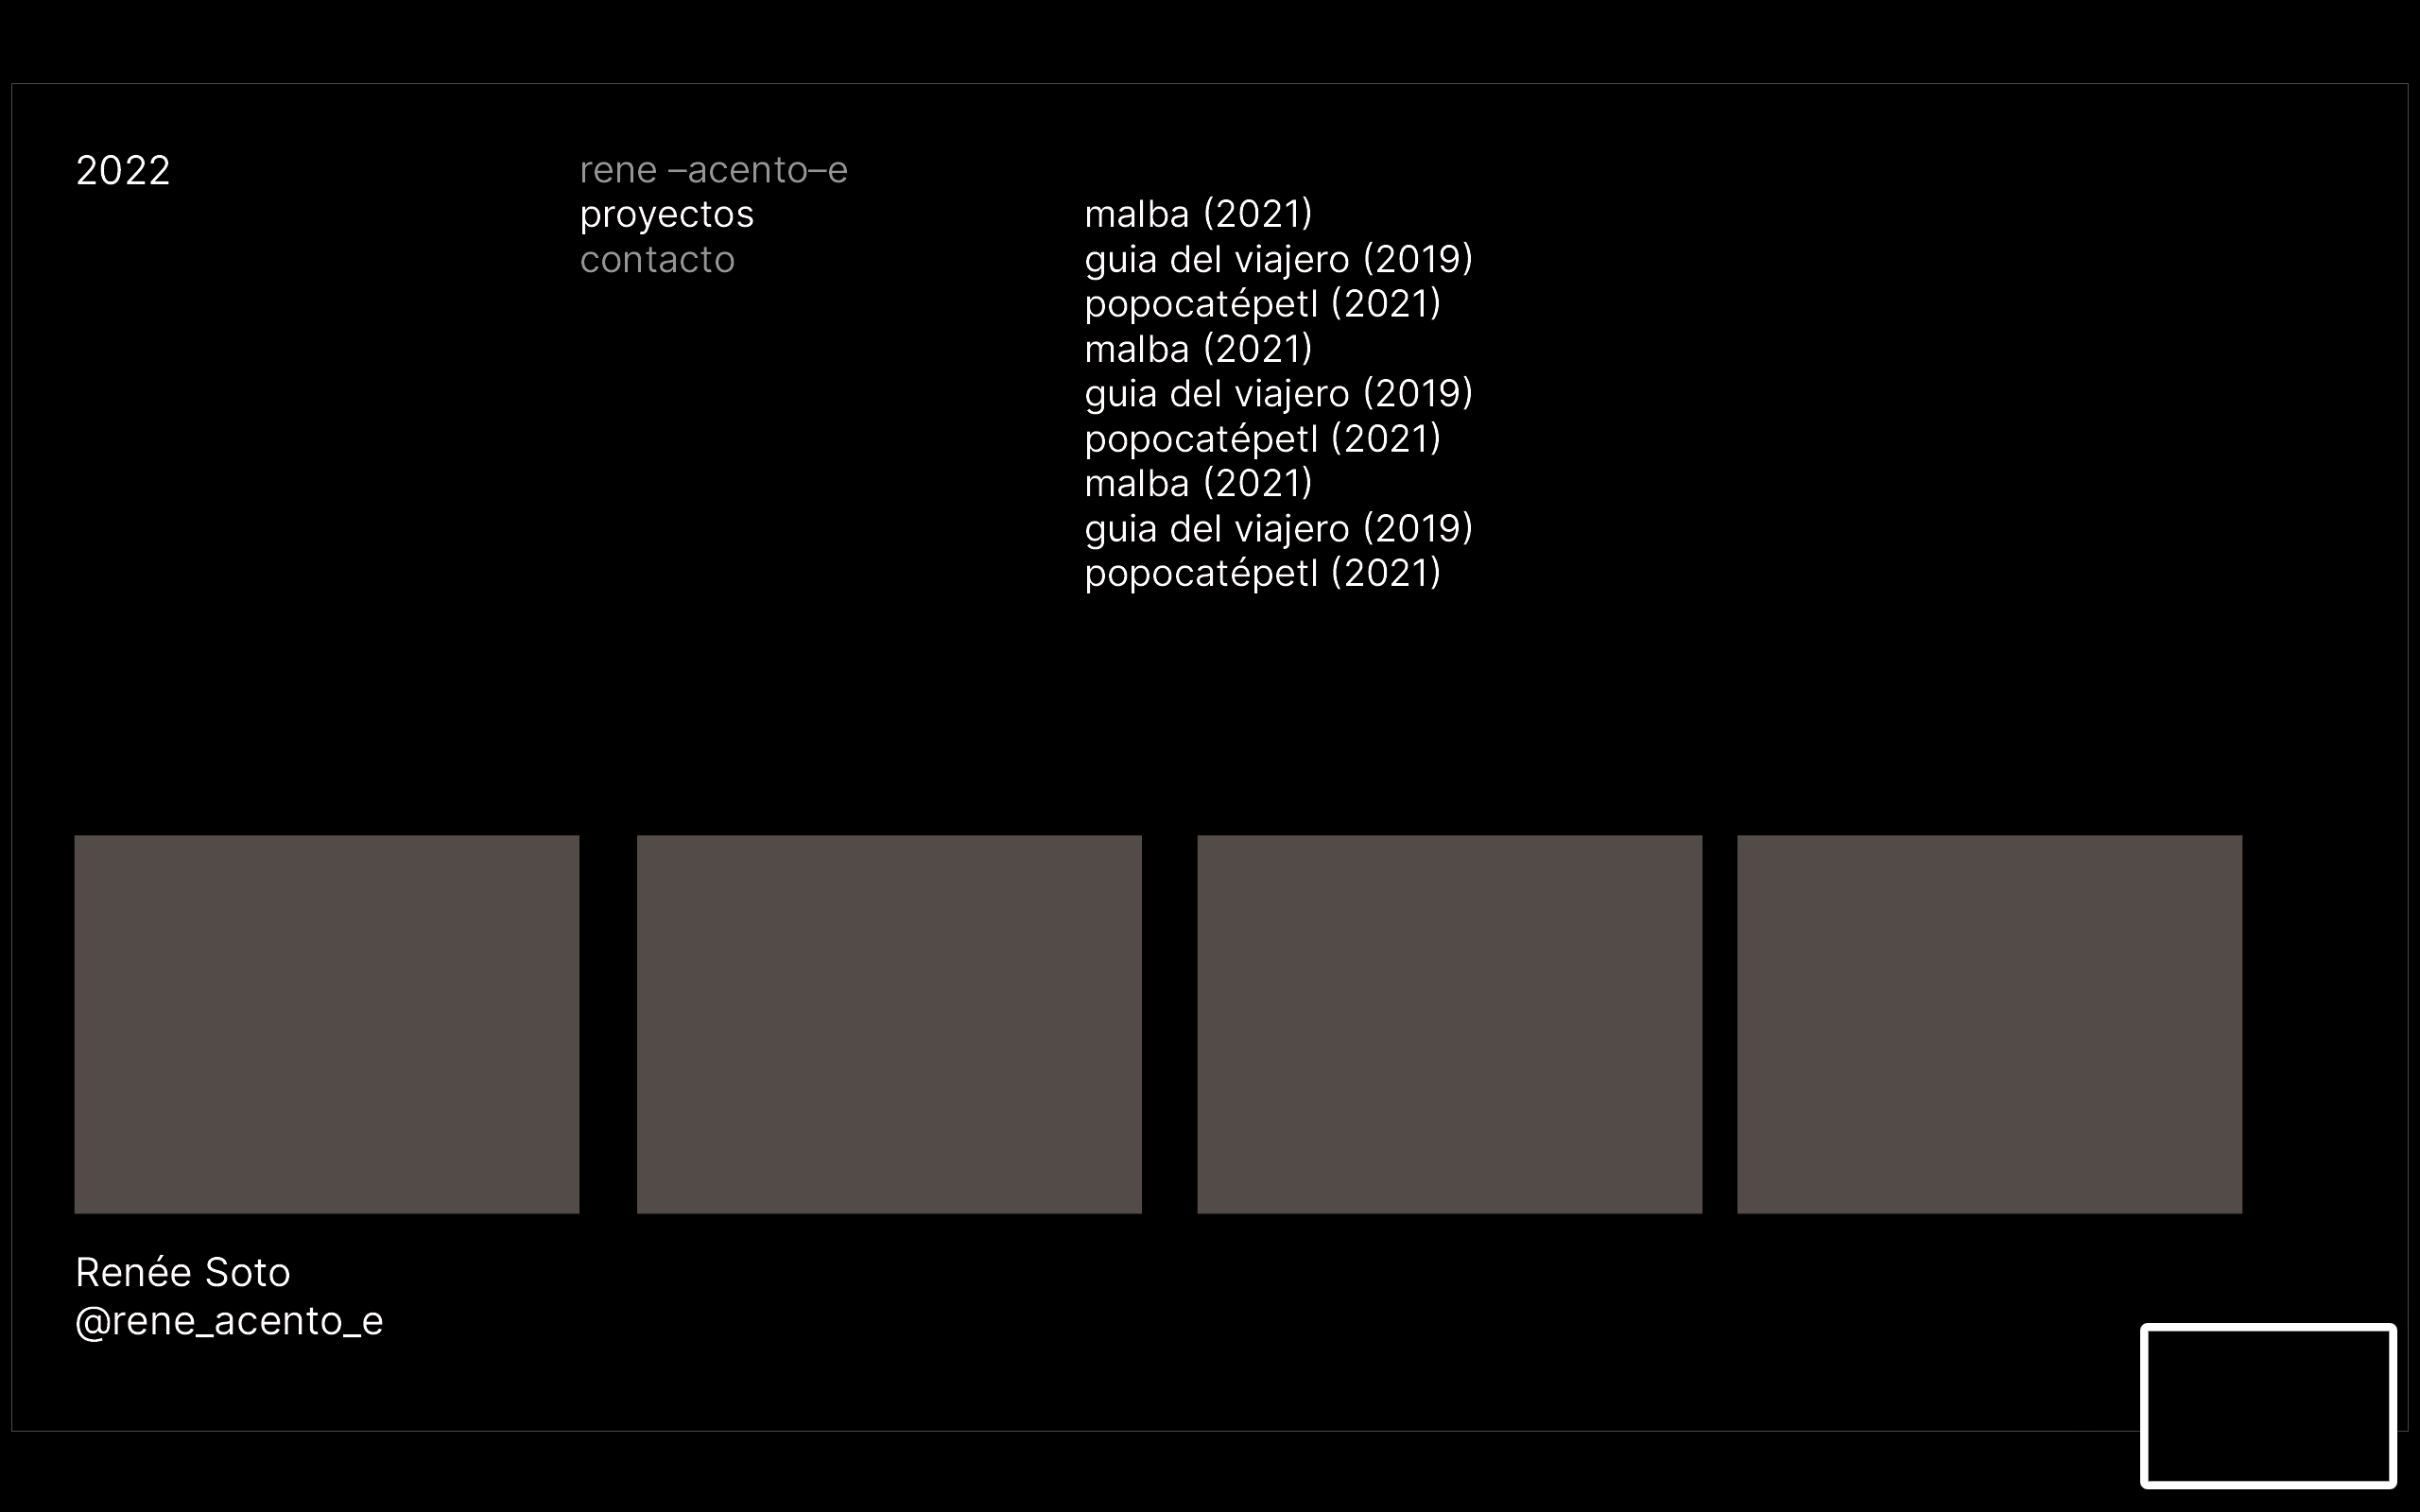 2022
rene –acento–e
proyectos
contacto
malba (2021)
guia del viajero (2019)
popocatépetl (2021)
malba (2021)
guia del viajero (2019)
popocatépetl (2021)
malba (2021)
guia del viajero (2019)
popocatépetl (2021)
Renée Soto
@rene_acento_e